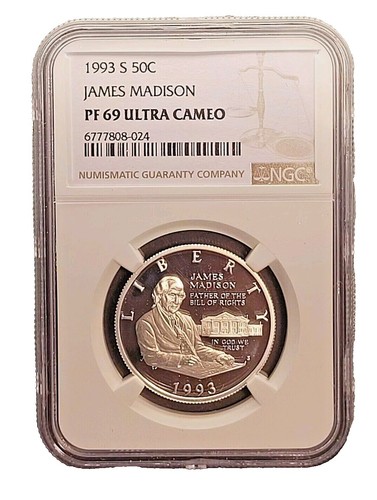 1993 S 50C
JAMES MADISON
PF 69 ULTRA CAMEO
6777808-024
NUMISMATIC GUARANTY COMPANY
NGC
LIBERTY
JAMES
MADISON
FATHER OF THE
BILL OF RIGHTS
IN GOD WE
TRUST
S
1993